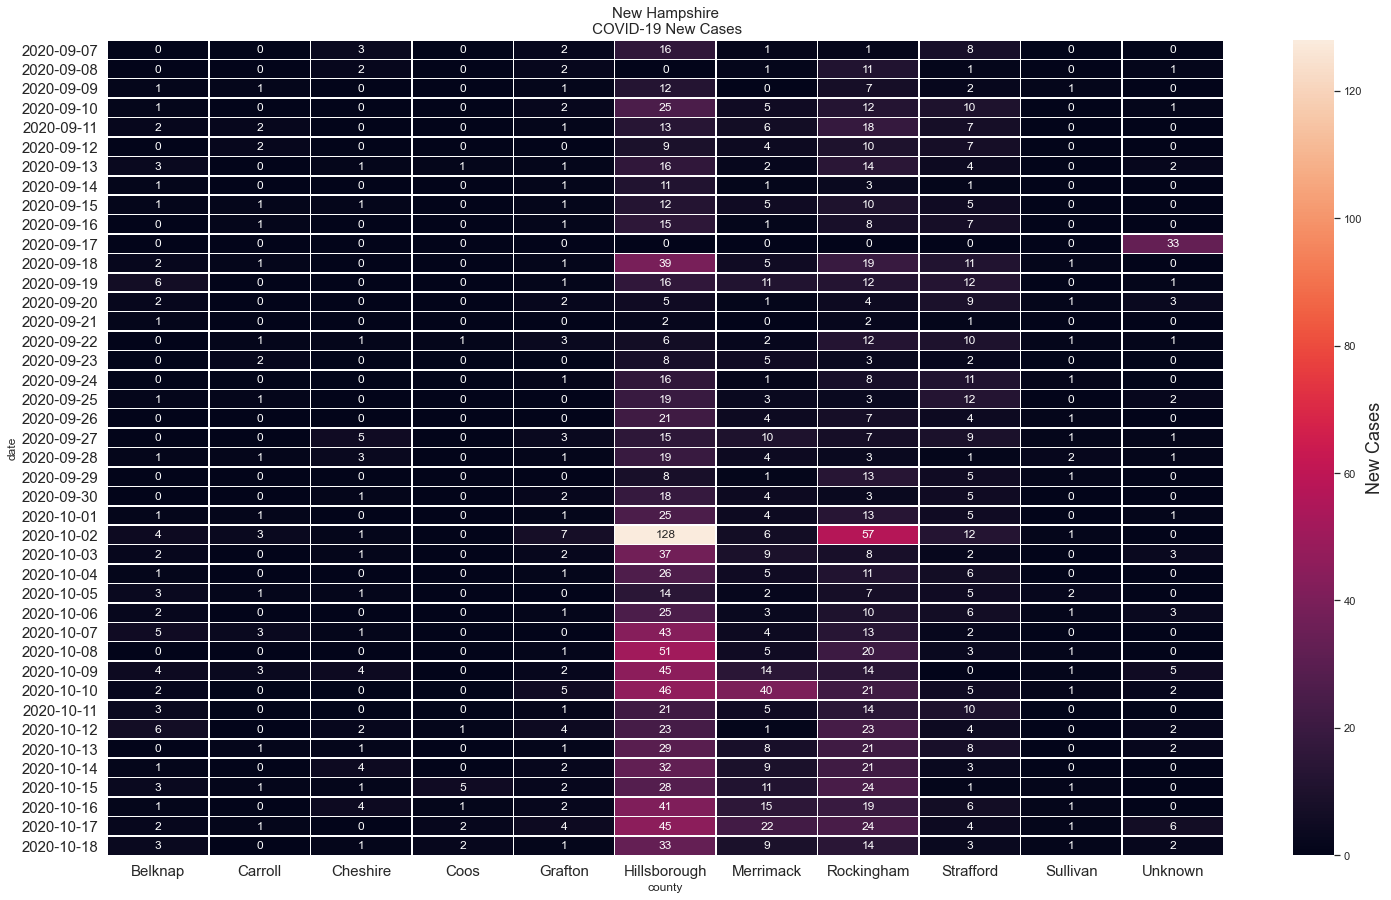 New Hampshire
COVID-19 New Cases
2020-09-07 0 0 3 0 2 16 1 1 8 0 0
2020-09-08 0 0 2 0 2 0 1 11 1 0 1
2020-09-09 1 1 0 0 1 12 0 7 2 1 0
2020-09-10 1 0 0 0 2 25 5 12 10 0 1
2020-09-11 2 2 0 0 1 13 6 18 7 0 0
2020-09-12 0 2 0 0 0 9 4 10 7 0 0
2020-09-13 3 0 1 1 1 16 2 14 4 0 2
2020-09-14 1 0 0 0 1 11 1 3 1 0 0
2020-09-15 1 1 1 0 1 12 5 10 5 0 0
2020-09-16 0 1 0 0 1 15 1 8 7 0 0
2020-09-17 0 0 0 0 0 0 0 0 0 0 33
2020-09-18 2 1 0 0 1 39 5 19 11 1 0
2020-09-19 6 0 0 0 1 16 11 12 12 0 1
2020-09-20 2 0 0 0 2 5 1 4 9 1 3
2020-09-21 1 0 0 0 0 2 0 2 1 0 0
2020-09-22 0 1 1 1 3 6 2 12 10 1 1
2020-09-23 0 2 0 0 0 8 5 3 2 0 0
2020-09-24 0 0 0 0 1 16 1 8 11 1 0
2020-09-25 1 1 0 0 0 19 3 3 12 0 2
2020-09-26 0 0 0 0 0 21 4 7 4 1 0
2020-09-27 0 0 5 0 3 15 10 7 9 1 1
2020-09-28 1 1 3 0 1 19 4 3 1 2 1
2020-09-29 0 0 0 0 0 8 1 13 5 1 0
2020-09-30 0 0 1 0 2 18 4 3 5 0 0
2020-10-01 1 1 0 0 1 25 4 13 5 0 1
2020-10-02 4 3 1 0 7 128 6 57 12 1 0
2020-10-03 2 0 1 0 2 37 9 8 2 0 3
2020-10-04 1 0 0 0 1 26 5 11 6 0 0
2020-10-05 3 1 1 0 0 14 2 7 5 2 0
2020-10-06 2 0 0 0 1 25 3 10 6 1 3
2020-10-07 5 3 1 0 0 43 4 13 2 0 0
2020-10-08 0 0 0 0 1 51 5 20 3 1 0
2020-10-09 4 3 4 0 2 45 14 14 0 1 5
2020-10-10 2 0 0 0 5 46 40 21 5 1 2
2020-10-11 3 0 0 0 1 21 5 14 10 0 0
2020-10-12 6 0 2 1 4 23 1 23 4 0 2
2020-10-13 0 1 1 0 1 29 8 21 8 0 2
2020-10-14 1 0 4 0 2 32 9 21 3 0 0
2020-10-15 3 1 1 5 2 28 11 24 1 1 0
2020-10-16 1 0 4 1 2 41 15 19 6 1 0
2020-10-17 2 1 0 2 4 45 22 24 4 1 6
2020-10-18 3 0 1 2 1 33 9 14 3 1 2
Belknap Carroll Cheshire Coos Grafton Hillsborough Merrimack Rockingham Strafford Sullivan Unknown
county
date
120
100
80
60
40
20
0
New Cases